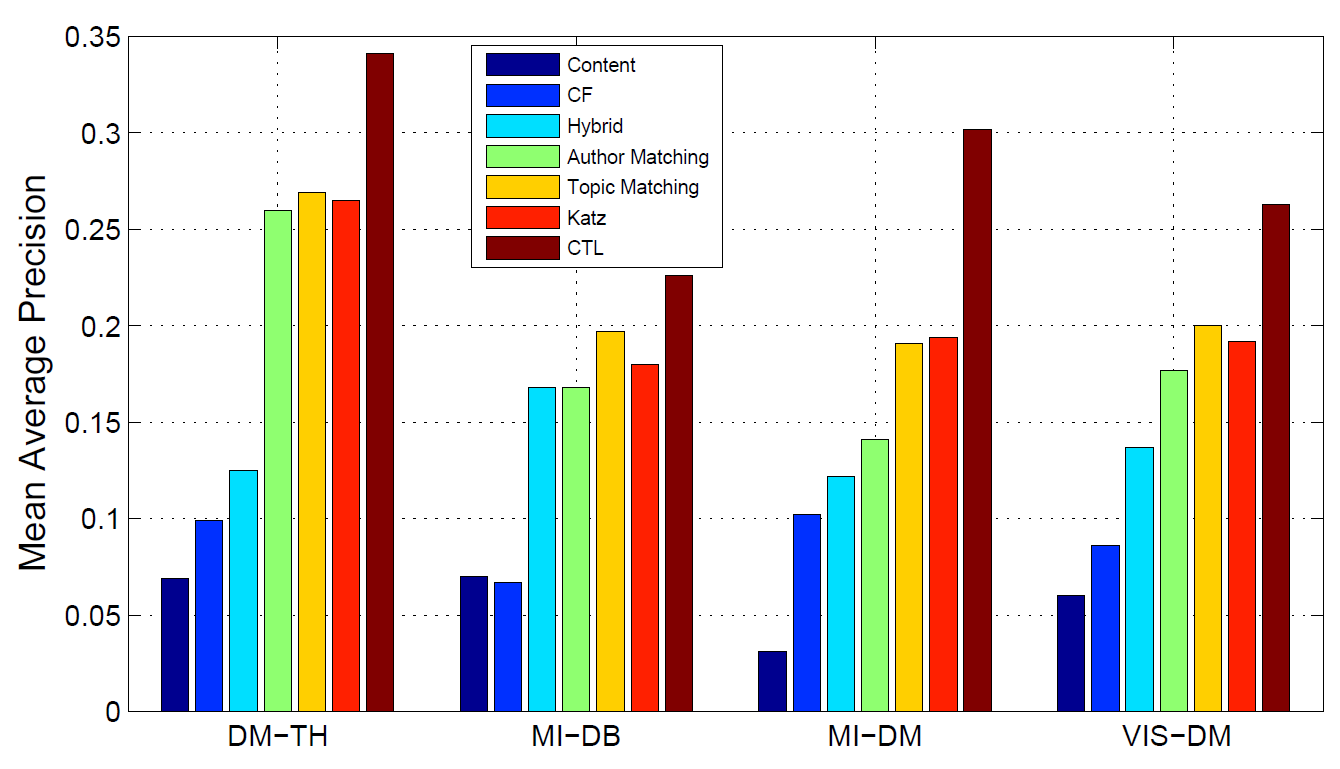 Mean Average Precision
0.35
0.3
0.25
0.2
0.15
0.1
0.05
0
Content
CF
Hybrid
Author Matching
Topic Matching
Katz
CTL
DM−TH
MI−DB
MI−DM
VIS−DM